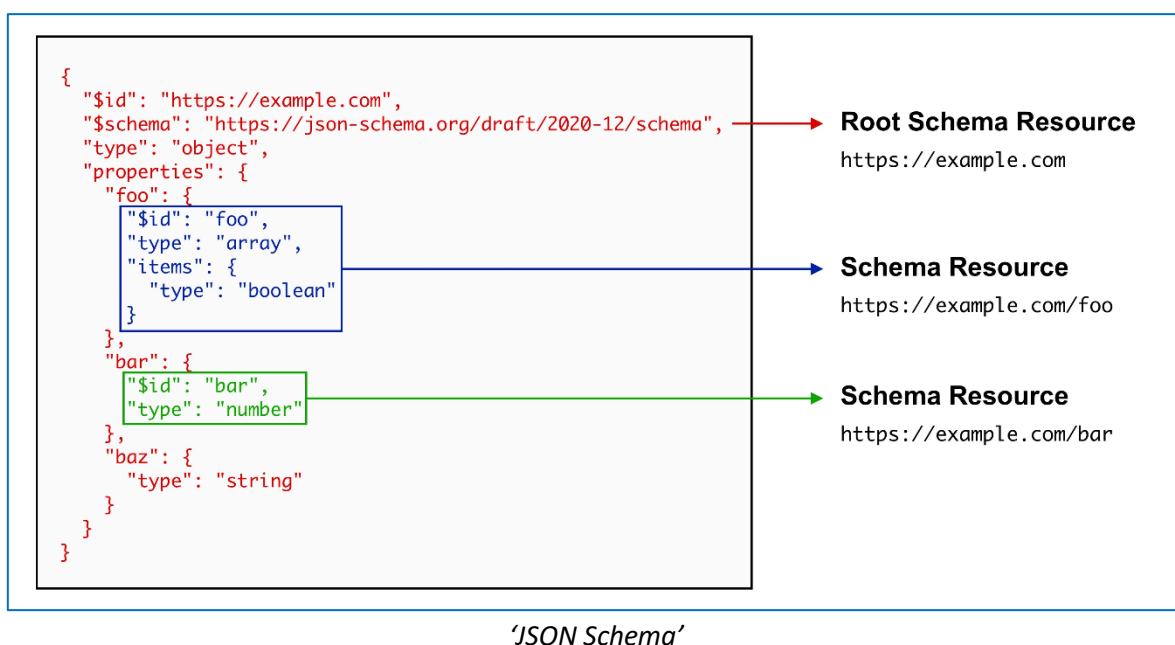 {
"$id": "https://example.com",
"$schema": "https://json-schema.org/draft/2020-12/schema",
"type": "object",
"properties": {
"foo": {
"$id": "foo",
"type": "array",
"items": {
"type": "boolean"
}
},
"bar": {
"$id": "bar",
"type": "number"
},
"baz": {
"type": "string"
}
}
}
Root Schema Resource
https://example.com
Schema Resource
https://example.com/foo
Schema Resource
https://example.com/bar
‘JSON Schema’